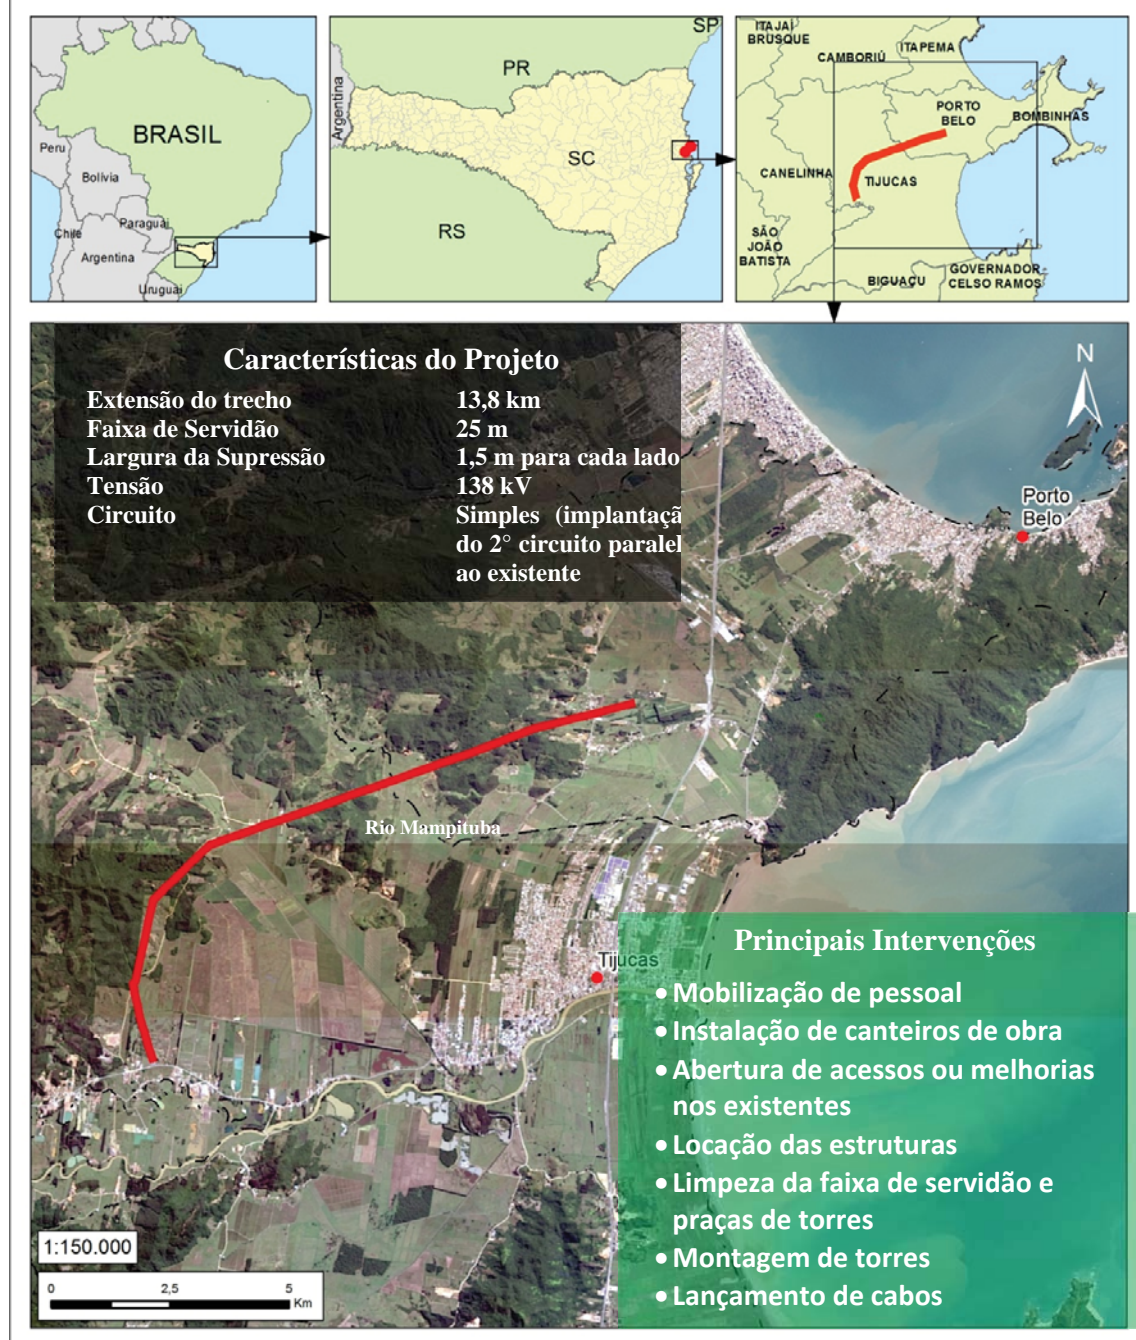 BRASIL
Peru
Bolívia
Paraguai
Chile
Argentina
Uruguai
SP
PR
Argentina
SC
RS
ITAJAÍ
BRUSQUE
CAMBORIÚ
ITAPEMA
PORTO
BELO
BOMBINHAS
CANELINHA
TIJUCAS
SÃO
JOÃO
BATISTA
BIGUAÇU
GOVERNADOR
CELSO RAMOS
Características do Projeto
Extensão do trecho 13,8 km
Faixa de Servidão 25 m
Largura da Supressão 1,5 m para cada lado
Tensão 138 kV
Circuito Simples (implantaçã
do 2° circuito paralel
ao existente
N
Porto
Belo
Rio Mampituba
Tijucas
Principais Intervenções
• Mobilização de pessoal
• Instalação de canteiros de obra
• Abertura de acessos ou melhorias
nos existentes
• Locação das estruturas
• Limpeza da faixa de servidão e
praças de torres
• Montagem de torres
• Lançamento de cabos
1:150.000
0 2,5 5
Km